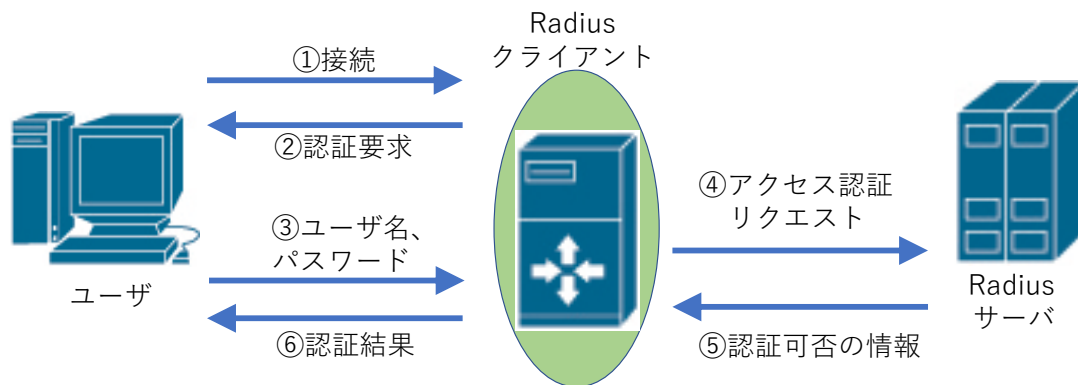 Radius
クライアント
①接続
②認証要求
③ユーザ名、
パスワード
④アクセス認証
リクエスト
⑤認証可否の情報
⑥認証結果
ユーザ
Radius
サーバ